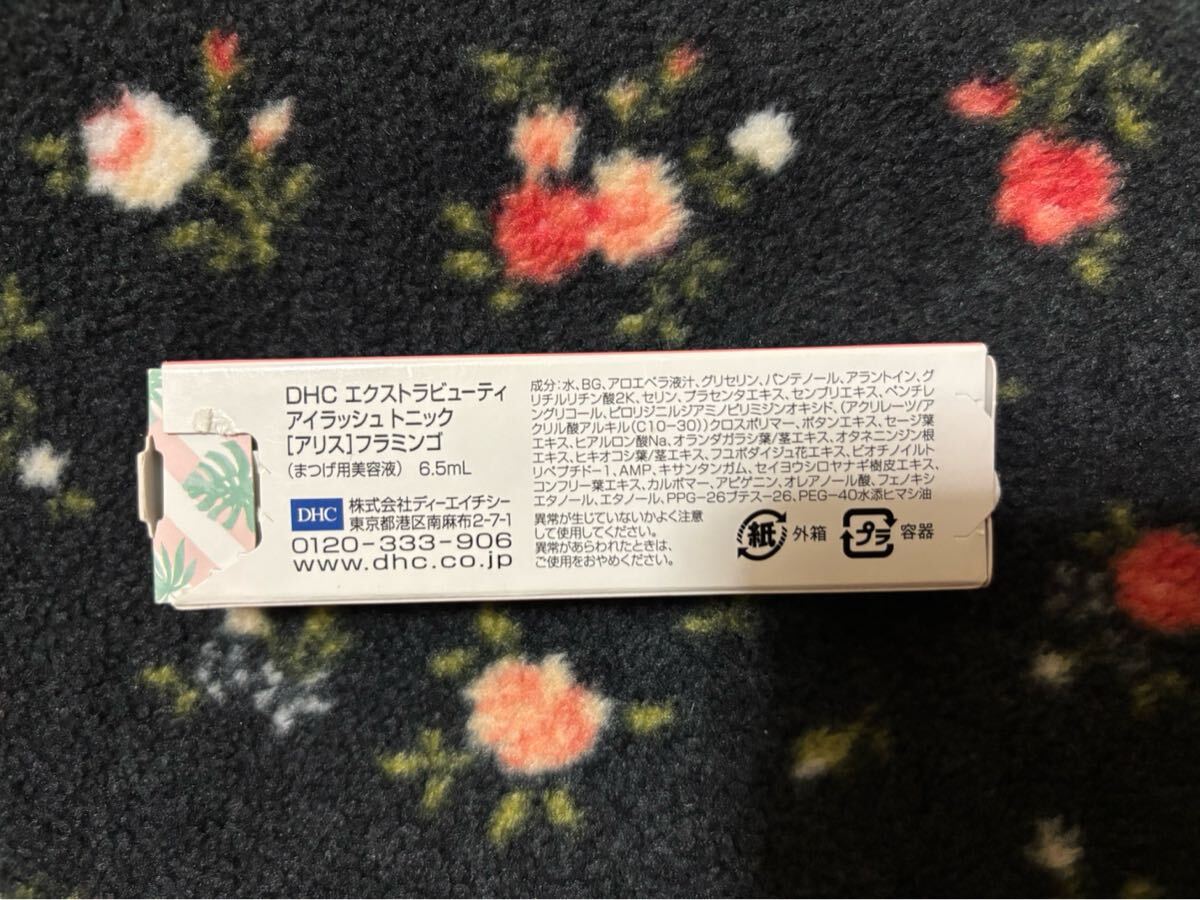 DHC エクストラビューティ
アイラッシュ トニック
[アリス]フラミンゴ
(まつげ用美容液) 6.5mL
DHC 株式会社ディーエイチシー
東京都港区南麻布2-7-1
0120-333-906
www.dhc.co.jp
成分:水、BG、アロエベラ液汁、グリセリン、パンテノール、アラントイン、グ
リチルリチン酸2K、セリン、プラセンタエキス、センブリエキス、ペンチレ
ングリコール、ピロリジニルジアミノピリミジンオキシド、(アクリレーツ/ア
クリル酸アルキル(C10-30))クロスポリマー、ボタンエキス、セージ葉
エキス、ヒアルロン酸Na、オランダガラシ葉/茎エキス、オタネニンジン根
エキス、ヒキオコシ葉/茎エキス、フユボダイジュ花エキス、ビオチノイルト
リペプチド-1、AMP、キサンタンガム、セイヨウシロヤナギ樹皮エキス、
コンフリー葉エキス、カルボマー、アピゲニン、オレアノール酸、フェノキシ
エタノール、エタノール、PPG-26ブテス-26、PEG-40水添ヒマシ油
異常が生じていないかよく注意
して使用してください。
異常があらわれたときは、
ご使用をおやめください。
紙 外箱 プラ 容器